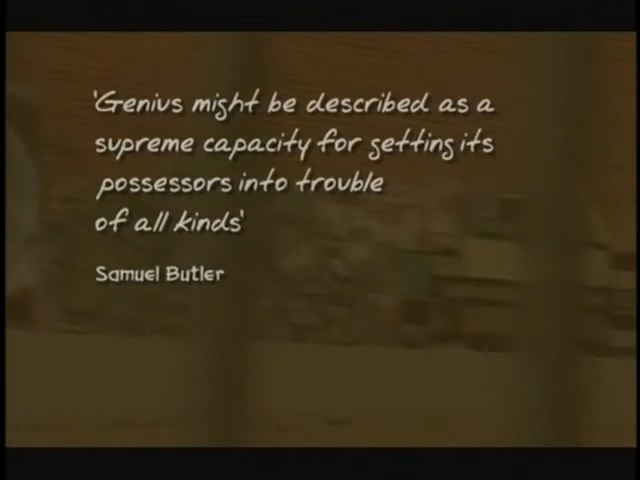 'Genius might be described as a
supreme capacity for getting its
possessors into trouble
of all kinds'
Samuel Butler